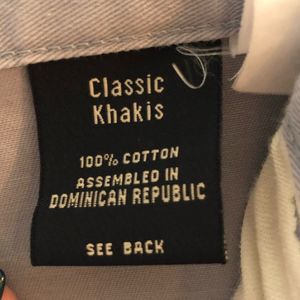 Classic
Khakis
100% COTTON
ASSEMBLED IN
DOMINICAN REPUBLIC
SEE BACK